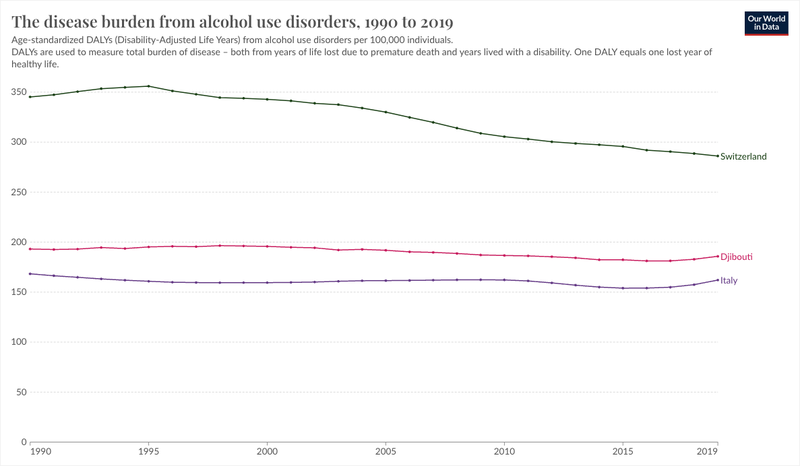 The disease burden from alcohol use disorders, 1990 to 2019
Our World
in Data
Age-standardized DALYs (Disability-Adjusted Life Years) from alcohol use disorders per 100,000 individuals.
DALYs are used to measure total burden of disease – both from years of life lost due to premature death and years lived with a disability. One DALY equals one lost year of
healthy life.
350
300
Switzerland
250
200
Djibouti
Italy
150
100
50
0
1990 1995 2000 2005 2010 2015 2019